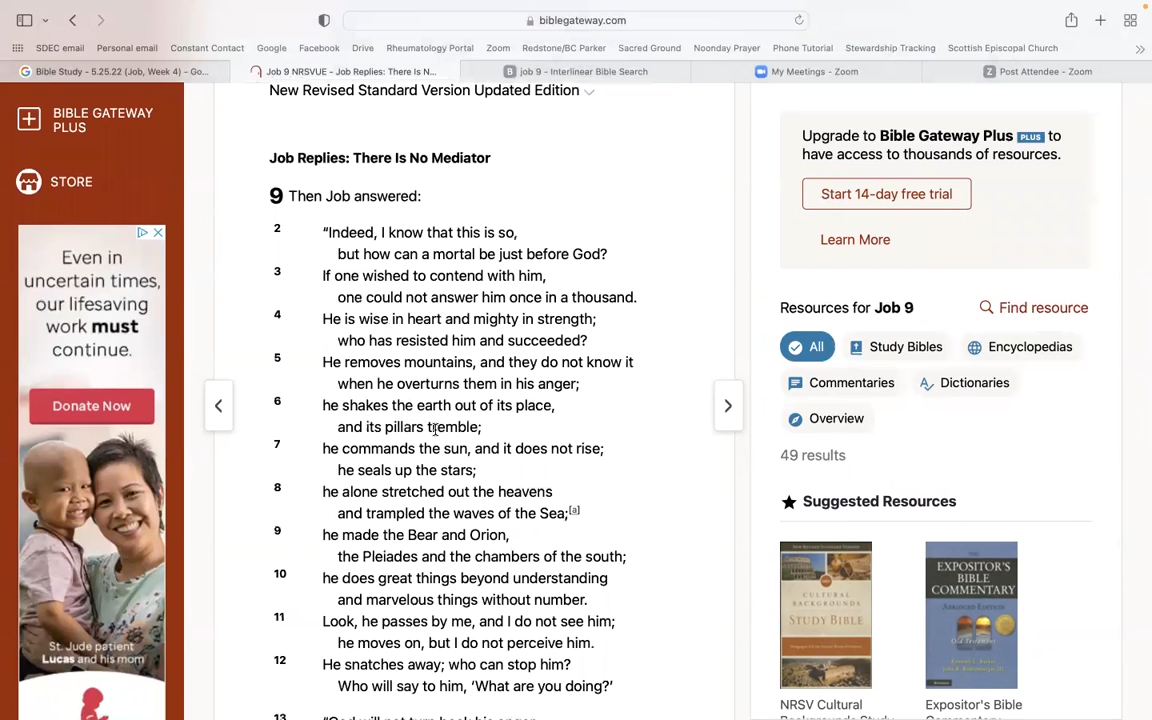 biblegateway.com
SDEC email Personal email Constant Contact Google Facebook Drive Rheumatology Portal Zoom Redstone/BC Parker Sacred Ground Noonday Prayer Phone Tutorial Stewardship Tracking Scottish Episcopal Church
Bible Study - 5.25.22 (Job, Week 4) - Go...
Job 9 NRSVUE - Job Replies: There Is N...
job 9 - Interlinear Bible Search
My Meetings - Zoom
Post Attendee - Zoom
BIBLE GATEWAY
PLUS
STORE
Even in
uncertain times,
our lifesaving
work must
continue.
Donate Now
St. Jude patient
Lucas and his mom
New Revised Standard Version Updated Edition
Job Replies: There Is No Mediator
9 Then Job answered:
2 “Indeed, I know that this is so,
but how can a mortal be just before God?
3 If one wished to contend with him,
one could not answer him once in a thousand.
4 He is wise in heart and mighty in strength;
who has resisted him and succeeded?
5 He removes mountains, and they do not know it
when he overturns them in his anger;
6 he shakes the earth out of its place,
and its pillars tremble;
7 he commands the sun, and it does not rise;
he seals up the stars;
8 he alone stretched out the heavens
and trampled the waves of the Sea;[a]
9 he made the Bear and Orion,
the Pleiades and the chambers of the south;
10 he does great things beyond understanding
and marvelous things without number.
11 Look, he passes by me, and I do not see him;
he moves on, but I do not perceive him.
12 He snatches away; who can stop him?
Who will say to him, ‘What are you doing?’
13 “God will not turn back his anger
Upgrade to Bible Gateway Plus PLUS to
have access to thousands of resources.
Start 14-day free trial
Learn More
Resources for Job 9
Find resource
All
Study Bibles
Encyclopedias
Commentaries
Dictionaries
Overview
49 results
Suggested Resources
CULTURAL
BACKGROUNDS
STUDY BIBLE
EXPOSITOR'S
BIBLE
COMMENTARY
NRSV Cultural
Backgrounds Study
Expositor's Bible
Commentary